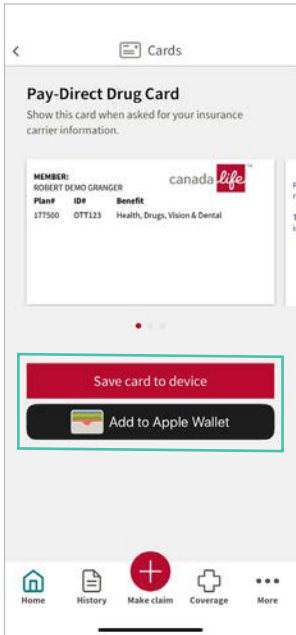 Cards
Pay-Direct Drug Card
Show this card when asked for your insurance
carrier information.
MEMBER:
ROBERT DEMO GRANGER
canada life™
Plan# ID# Benefit
177500 OTT123 Health, Drugs, Vision & Dental
Save card to device
Add to Apple Wallet
Home History Make claim Coverage More